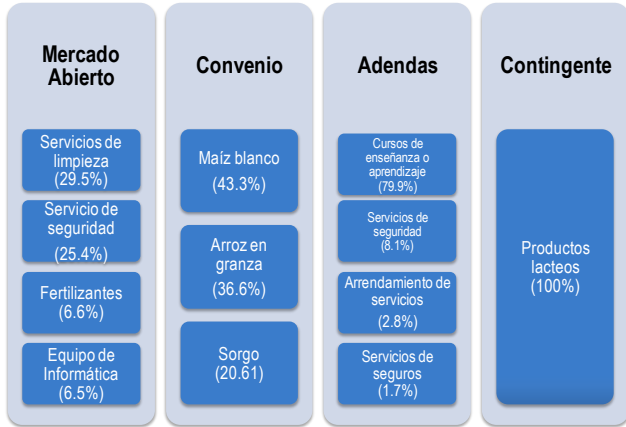 Mercado
Abierto
Servicios de
limpieza
(29.5%)
Servicio de
seguridad
(25.4%)
Fertilizantes
(6.6%)
Equipo de
Informática
(6.5%)
Convenio
Maíz blanco
(43.3%)
Arroz en
granza
(36.6%)
Sorgo
(20.61)
Adendas
Cursos de
enseñanza o
aprendizaje
(79.9%)
Servicios de
seguridad
(8.1%)
Arrendamiento de
servicios
(2.8%)
Servicios de
seguros
(1.7%)
Contingente
Productos
lacteos
(100%)